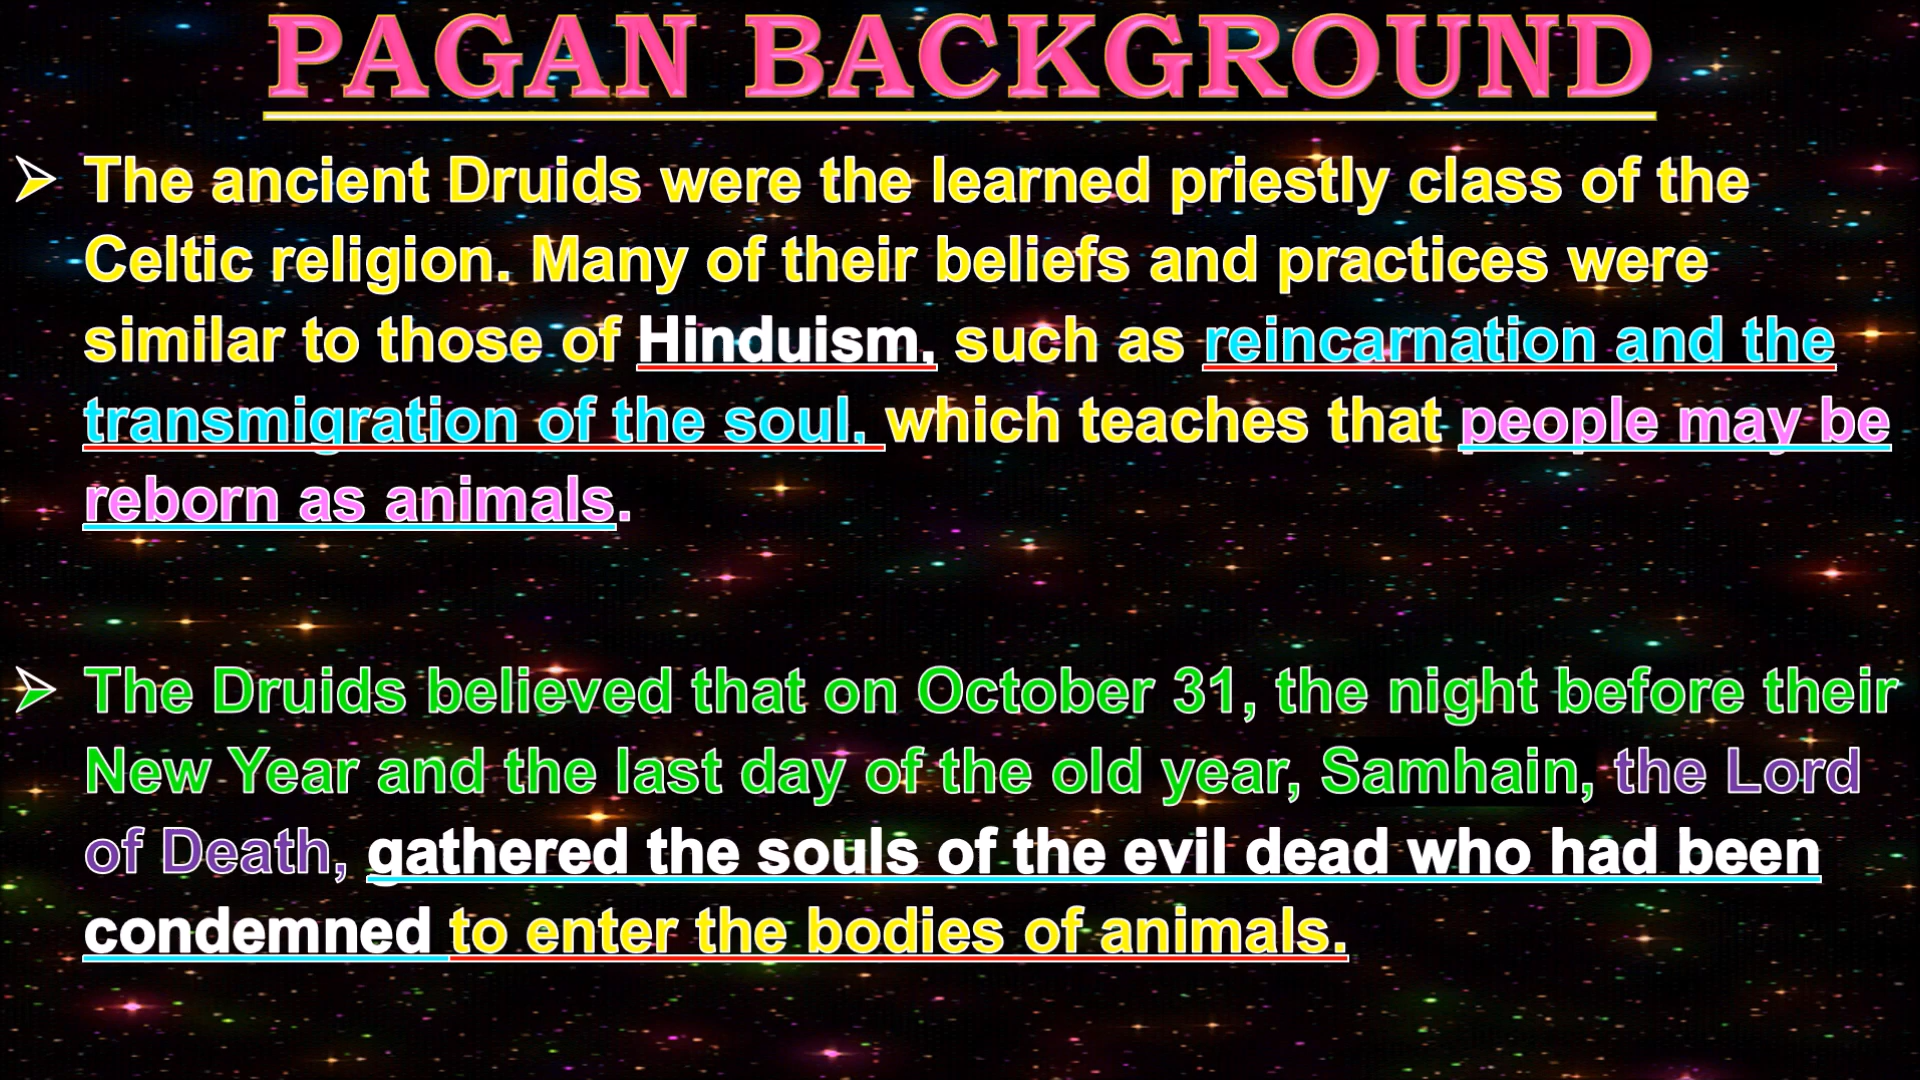 PAGAN BACKGROUND
The ancient Druids were the learned priestly class of the
Celtic religion. Many of their beliefs and practices were
similar to those of Hinduism, such as reincarnation and the
transmigration of the soul, which teaches that people may be
reborn as animals.
The Druids believed that on October 31, the night before their
New Year and the last day of the old year, Samhain, the Lord
of Death, gathered the souls of the evil dead who had been
condemned to enter the bodies of animals.